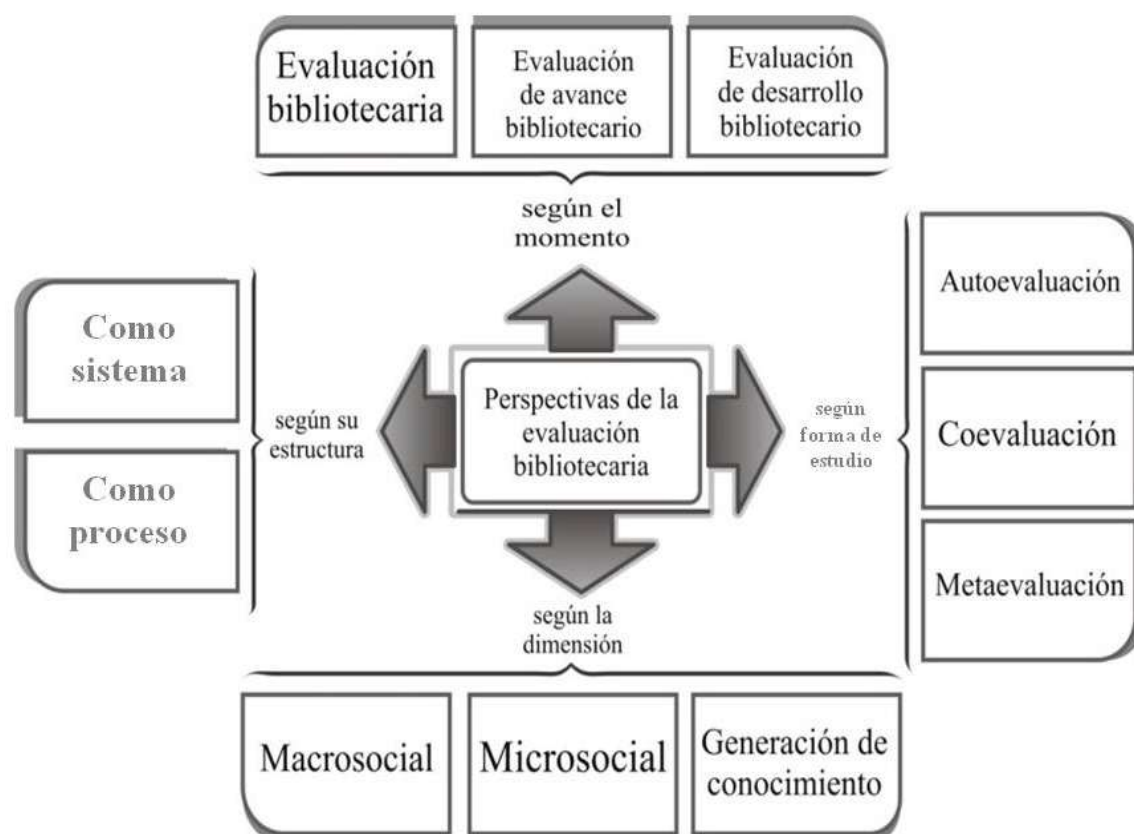 Evaluación
bibliotecaria
Evaluación
de avance
bibliotecario
Evaluación
de desarrollo
bibliotecario
según el
momento
Como
sistema
Como
proceso
según su
estructura
Perspectivas de la
evaluación
bibliotecaria
según
forma de
estudio
Autoevaluación
Coevaluación
Metaevaluación
según la
dimensión
Macrosocial
Microsocial
Generación de
conocimiento